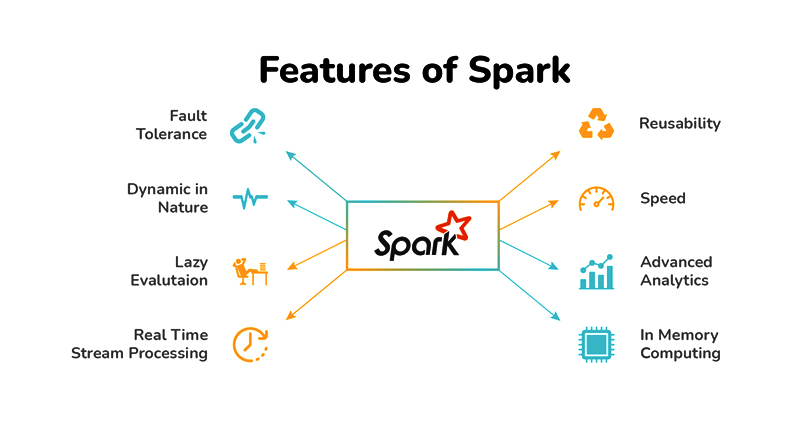 Features of Spark
Fault
Tolerance
Dynamic in
Nature
Lazy
Evalutaion
Real Time
Stream Processing
Spark
Reusability
Speed
Advanced
Analytics
In Memory
Computing